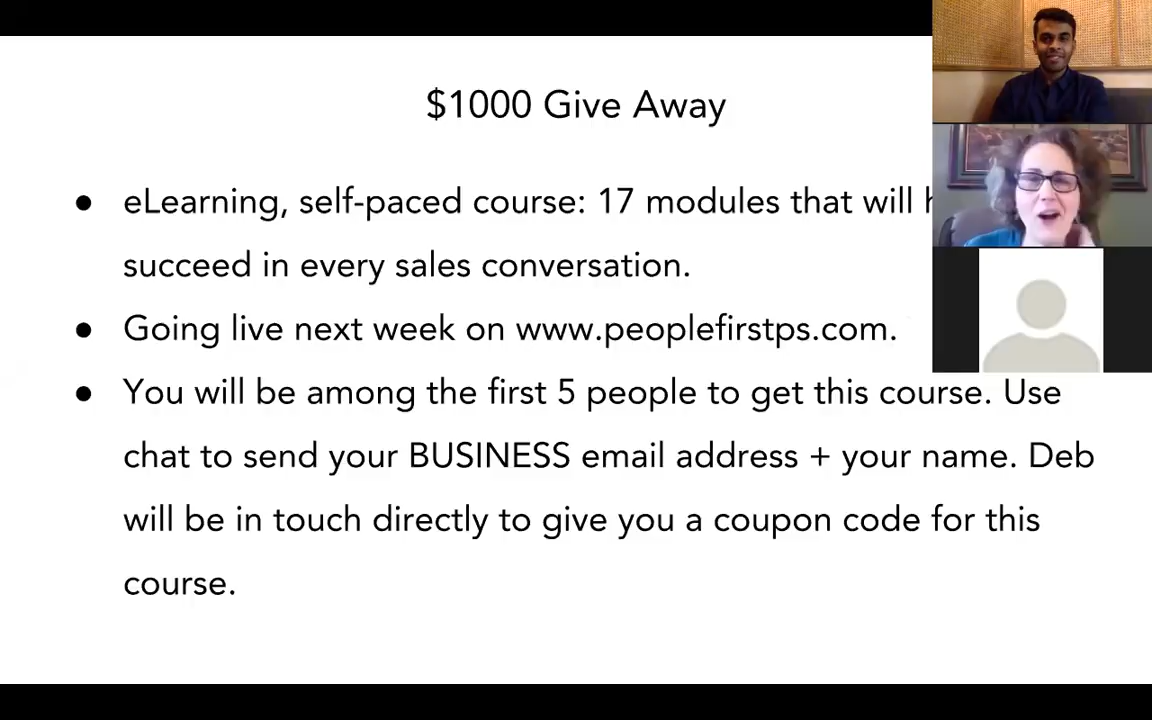 $1000 Give Away
● eLearning, self-paced course: 17 modules that will
succeed in every sales conversation.
● Going live next week on www.peoplefirstps.com.
● You will be among the first 5 people to get this course. Use
chat to send your BUSINESS email address + your name. Deb
will be in touch directly to give you a coupon code for this
course.